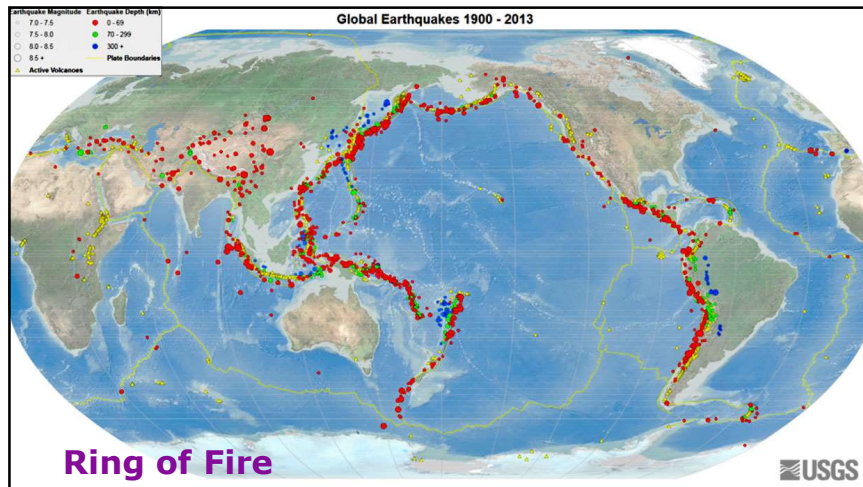 Global Earthquakes 1900 - 2013
Earthquake Magnitude
7.0 - 7.5
7.5 - 8.0
8.0 - 8.5
8.5 +
Active Volcanoes
Earthquake Depth (km)
0 - 69
70 - 299
300 +
Plate Boundaries
Ring of Fire
USGS